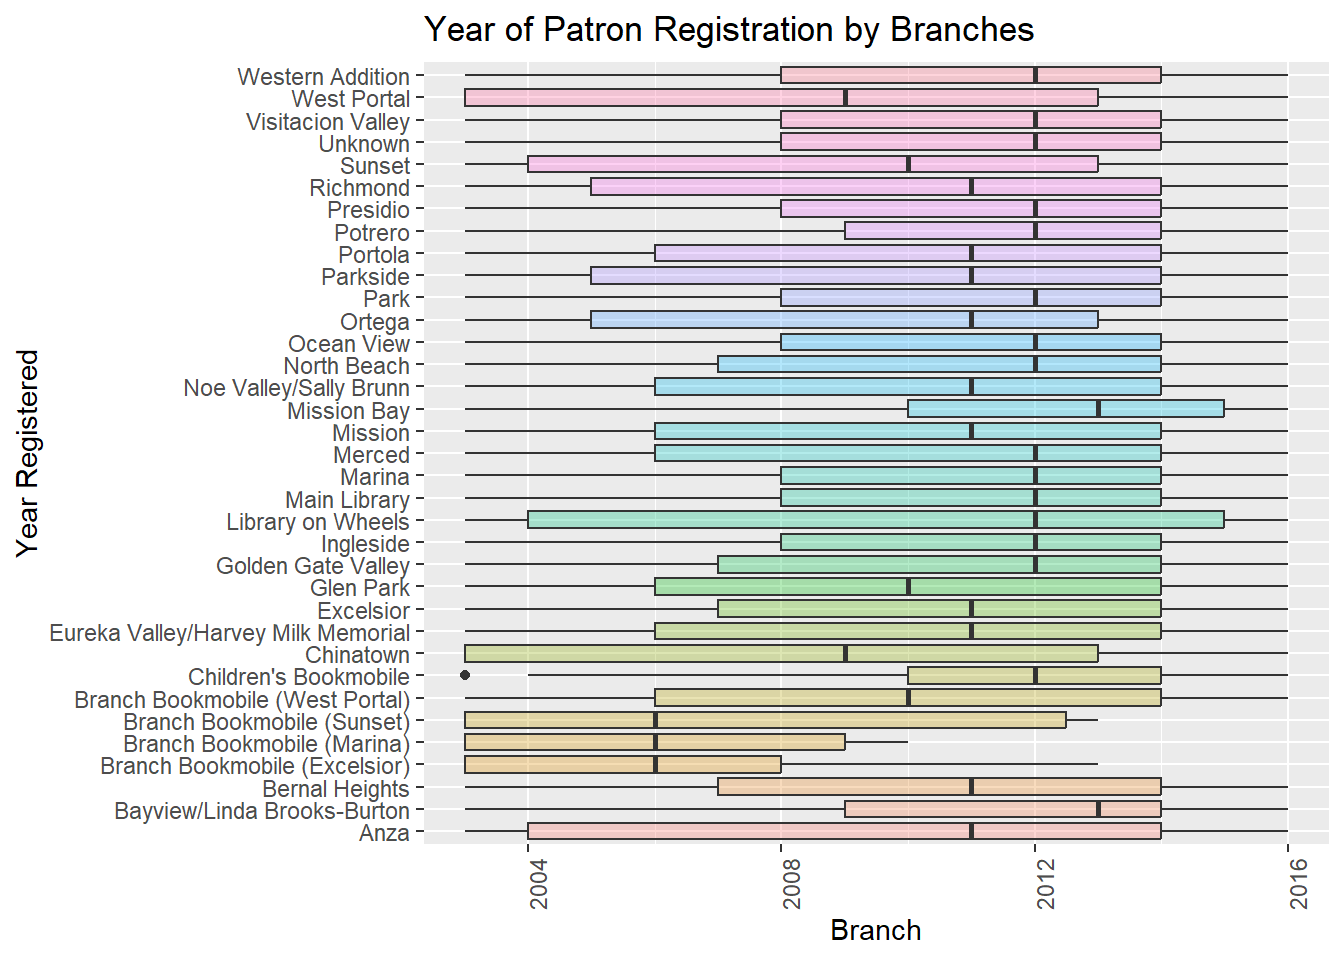 Year of Patron Registration by Branches
Western Addition
West Portal
Visitacion Valley
Unknown
Sunset
Richmond
Presidio
Potrero
Portola
Parkside
Park
Ortega
Ocean View
North Beach
Noe Valley/Sally Brunn
Mission Bay
Mission
Merced
Marina
Main Library
Library on Wheels
Ingleside
Golden Gate Valley
Glen Park
Excelsior
Eureka Valley/Harvey Milk Memorial
Chinatown
Children's Bookmobile
Branch Bookmobile (West Portal)
Branch Bookmobile (Sunset)
Branch Bookmobile (Marina)
Branch Bookmobile (Excelsior)
Bernal Heights
Bayview/Linda Brooks-Burton
Anza
Year Registered
2004
2008
2012
2016
Branch